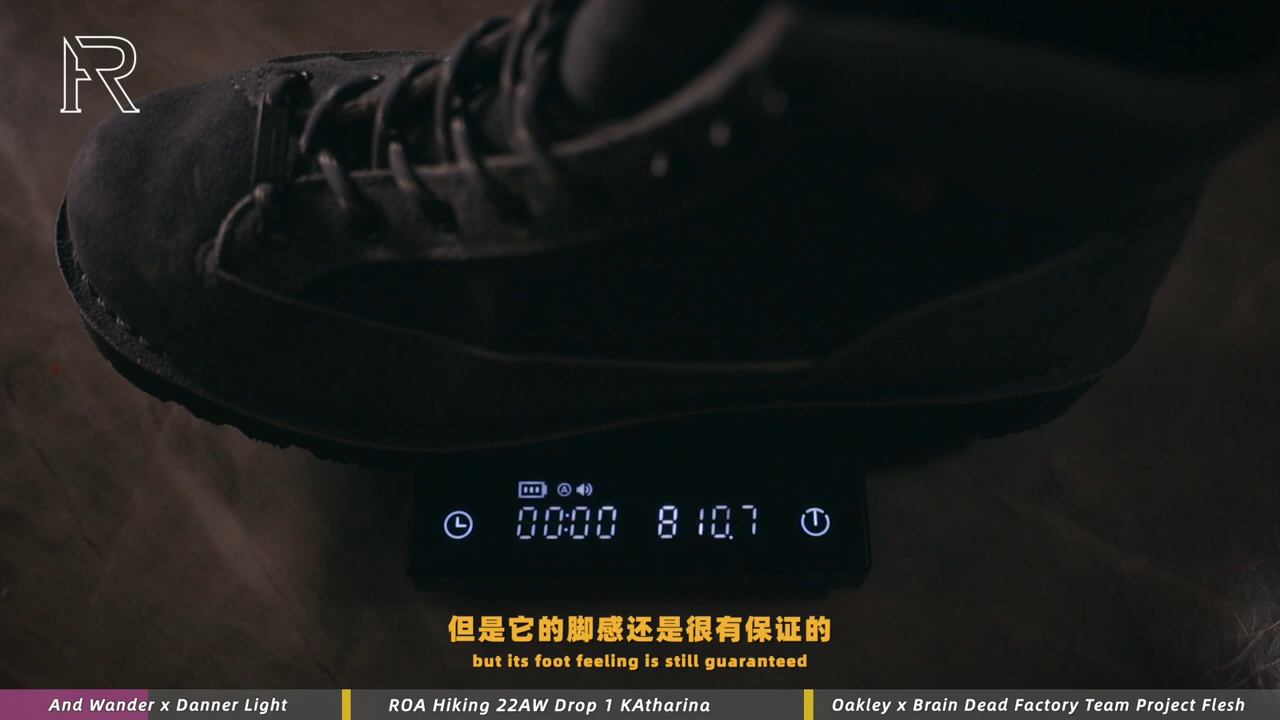 R
00:00 810.7
但是它的脚感还是很有保证的
but its foot feeling is still guaranteed
And Wander x Danner Light
ROA Hiking 22AW Drop 1 KAtharina
Oakley x Brain Dead Factory Team Project Flesh